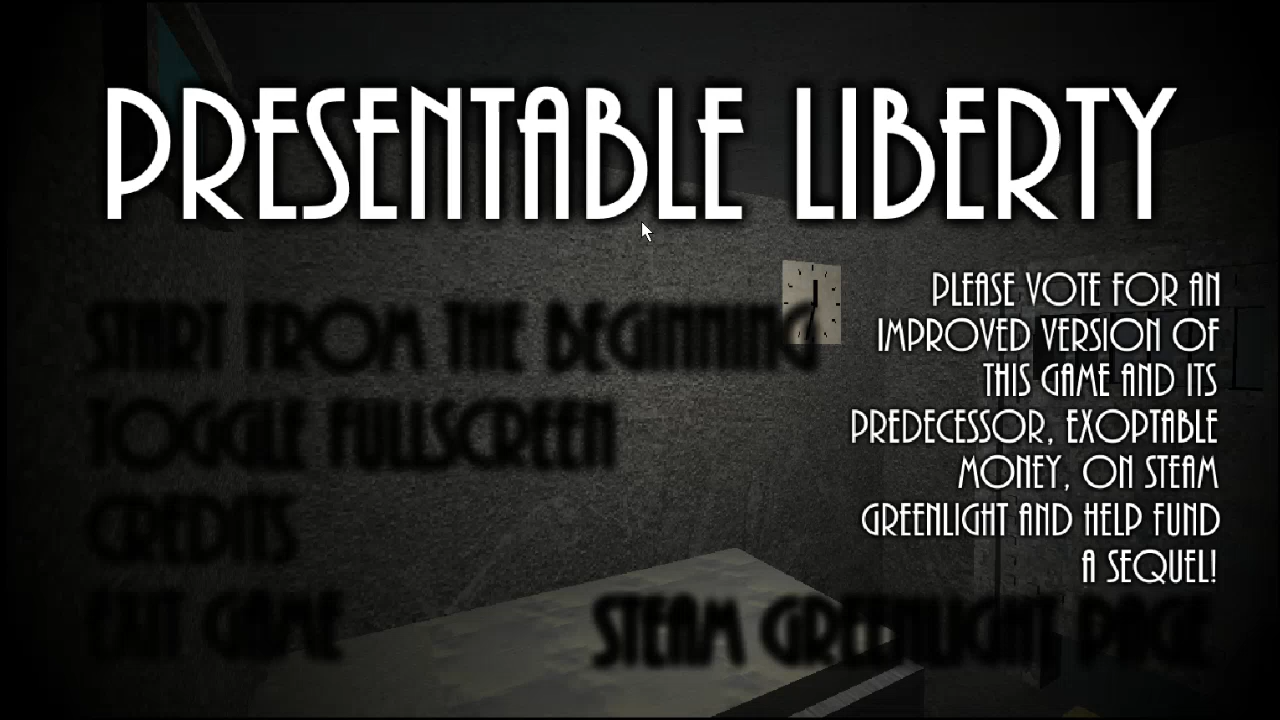 PRESENTABLE LIBERTY
START FROM THE BEGINNING
TOGGLE FULLSCREEN
CREDITS
EXIT GAME
PLEASE VOTE FOR AN
IMPROVED VERSION OF
THIS GAME AND ITS
PREDECESSOR, EXOPTABLE
MONEY, ON STEAM
GREENLIGHT AND HELP FUND
A SEQUEL!
STEAM GREENLIGHT PAGE